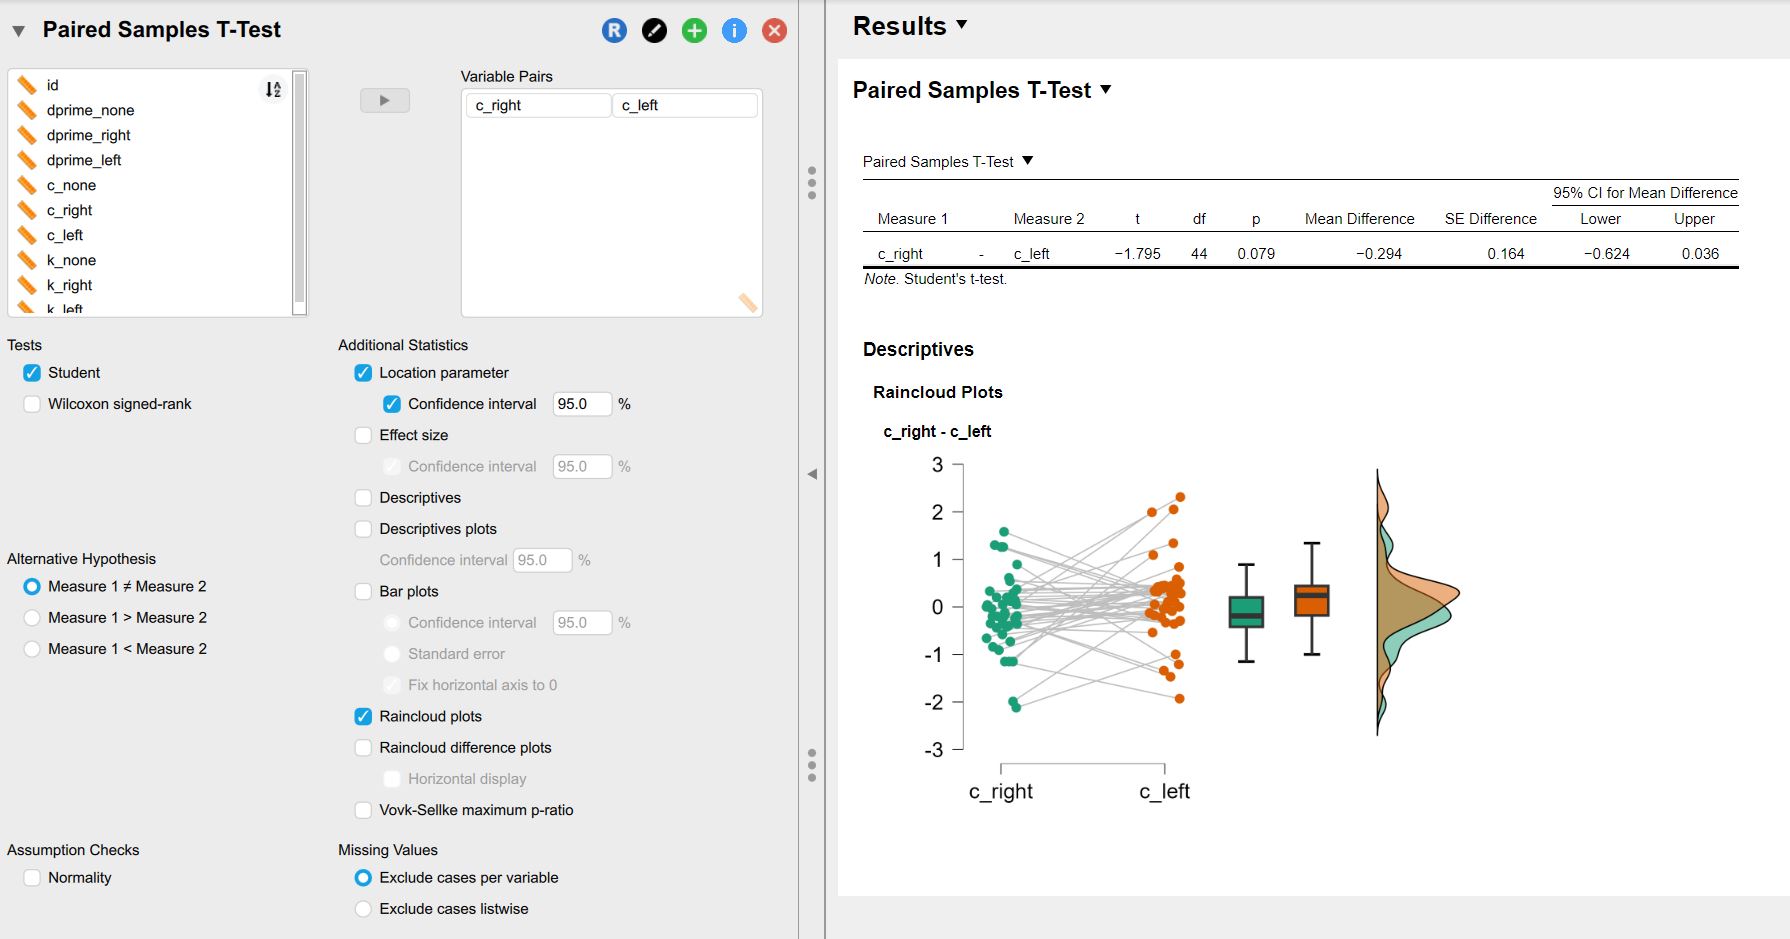 Paired Samples T-Test
R
id
dprime_none
dprime_right
dprime_left
c_none
c_right
c_left
k_none
k_right
k_left
Variable Pairs
c_right c_left
Tests
Student
Wilcoxon signed-rank
Alternative Hypothesis
Measure 1 ≠ Measure 2
Measure 1 > Measure 2
Measure 1 < Measure 2
Assumption Checks
Normality
Additional Statistics
Location parameter
Confidence interval 95.0 %
Effect size
Confidence interval 95.0 %
Descriptives
Descriptives plots
Confidence interval 95.0 %
Bar plots
Confidence interval 95.0 %
Standard error
Fix horizontal axis to 0
Raincloud plots
Raincloud difference plots
Horizontal display
Vovk-Sellke maximum p-ratio
Missing Values
Exclude cases per variable
Exclude cases listwise
Results
Paired Samples T-Test
Paired Samples T-Test
95% CI for Mean Difference
Measure 1 Measure 2 t df p Mean Difference SE Difference Lower Upper
c_right - c_left −1.795 44 0.079 −0.294 0.164 −0.624 0.036
Note. Student's t-test.
Descriptives
Raincloud Plots
c_right - c_left
3
2
1
0
-1
-2
-3
c_right c_left